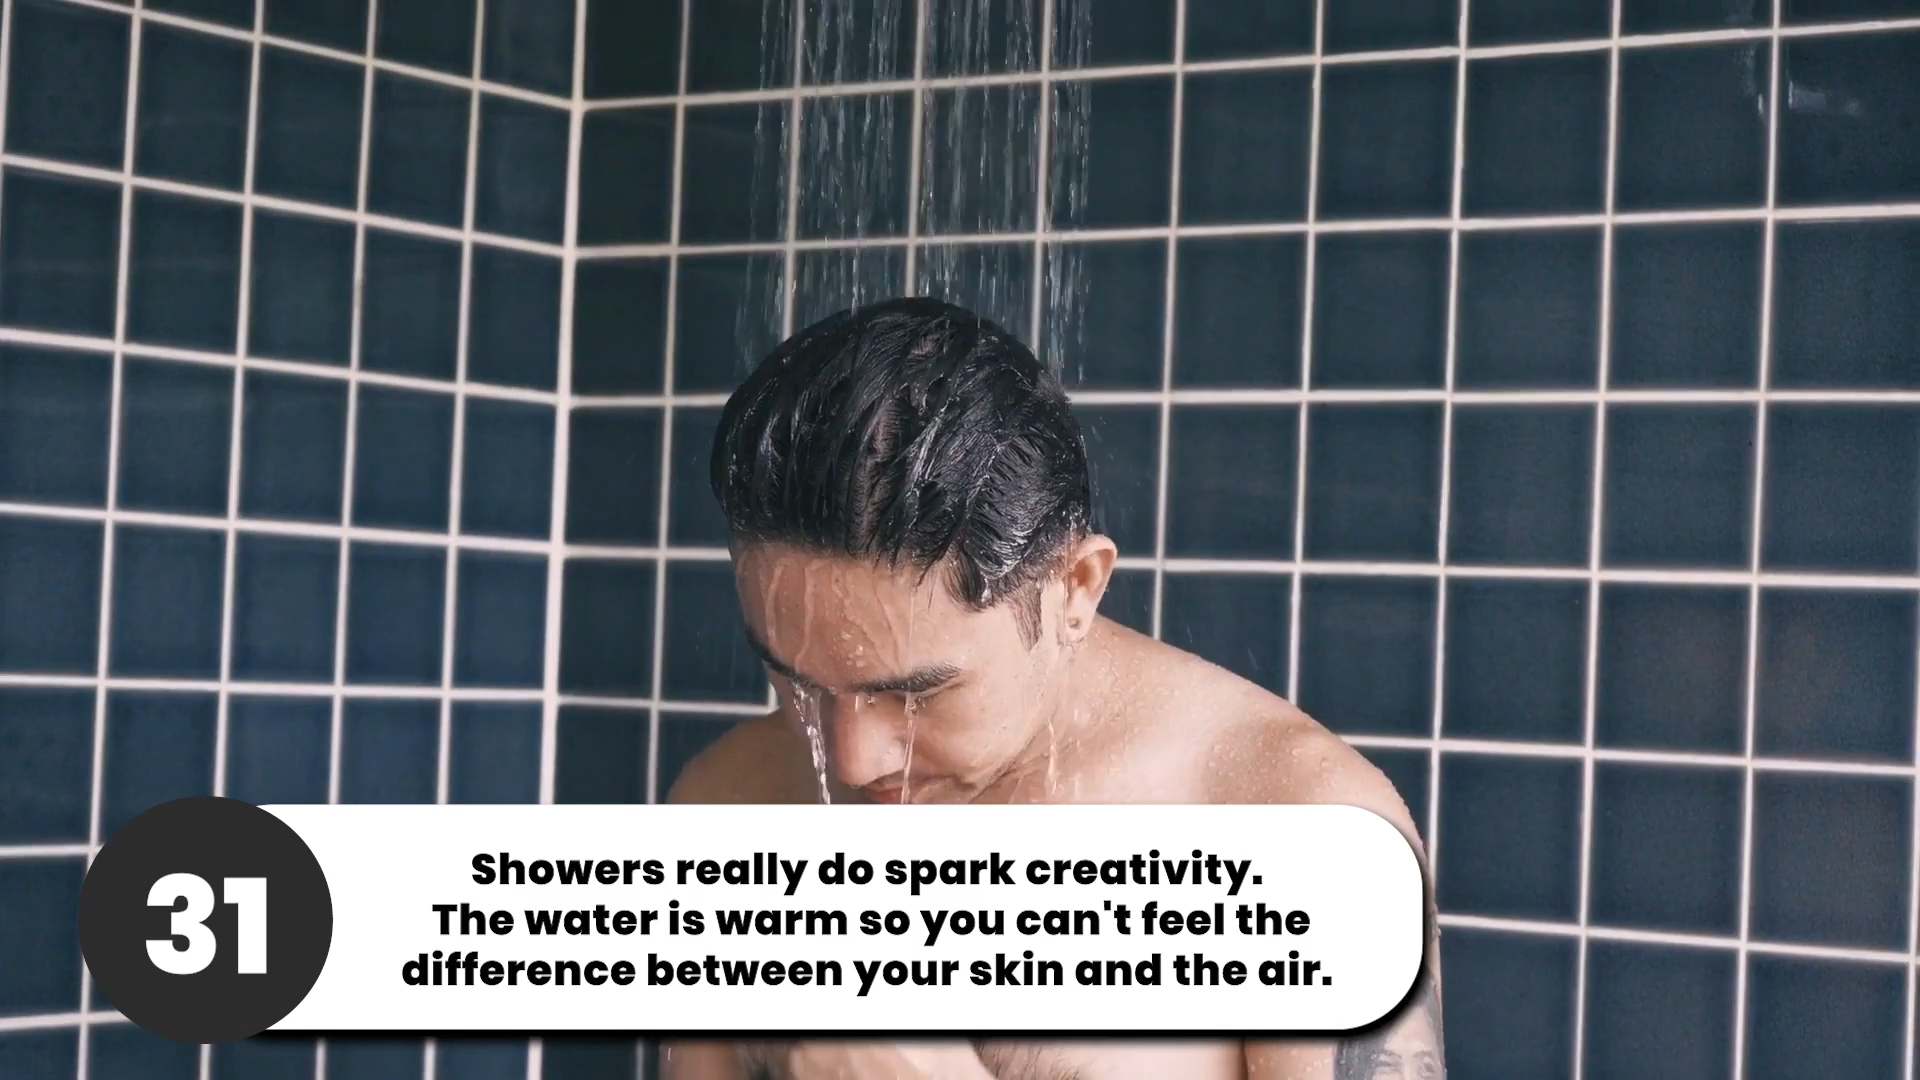 31
Showers really do spark creativity.
The water is warm so you can't feel the
difference between your skin and the air.